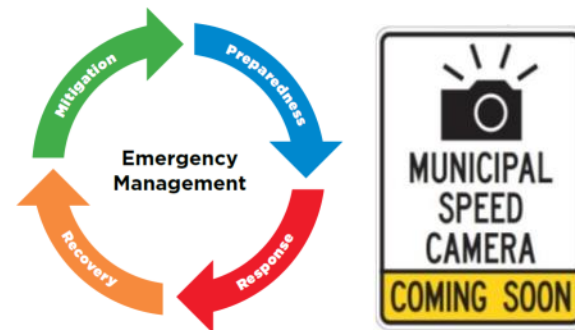 Mitigation
Preparedness
Emergency
Management
Recovery
Response
MUNICIPAL
SPEED
CAMERA
COMING SOON